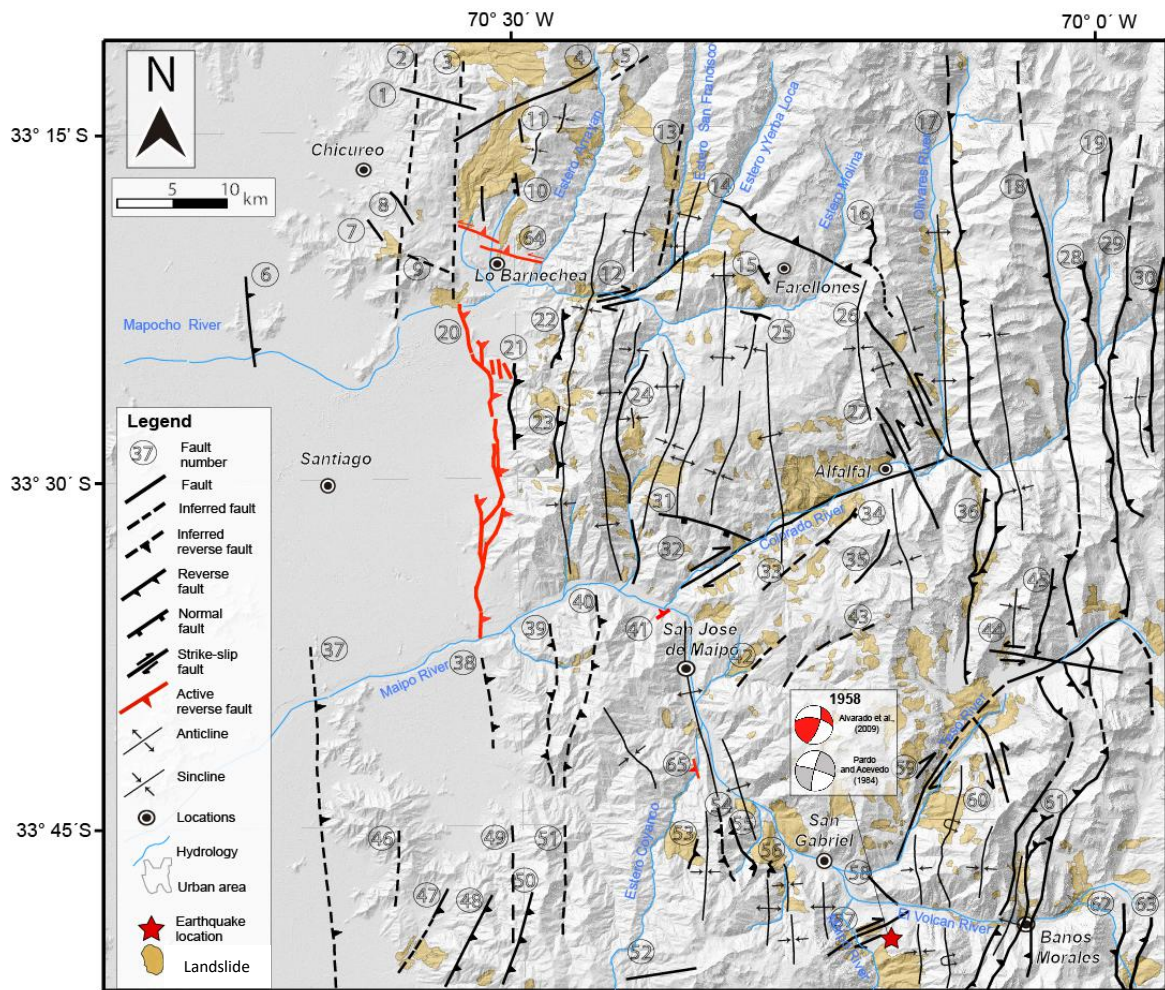 70° 30´ W
70° 0´ W
33° 15´ S
33° 30´ S
33° 45´ S
N
5
10
km
2
3
4
5
1
Chicureo
11
13
Estero Arrayan
Estero San Francisco
Estero yYerba Loca
Estero Molina
Olivares River
17
19
8
7
10
14
16
18
6
9
64
Lo Barnechea
12
15
Farellones
28
29
30
Mapocho River
20
22
21
25
26
24
23
27
Santiago
Alfalfal
31
Colorado River
34
36
32
33
35
40
45
39
41
43
44
37
38
Maipo River
San Jose
de Maipo
42
1958
Alvarado et al.,
(2009)
Pardo
and Acevedo
(1984)
65
59
60
61
54
55
53
56
San
Gabriel
46
49
51
50
47
48
58
El Volcan River
62
63
57
Banos
Morales
52
Legend
37
Fault
number
Fault
Inferred fault
Inferred
reverse fault
Reverse
fault
Normal
fault
Strike-slip
fault
Active
reverse fault
Anticline
Sincline
Locations
Hydrology
Urban area
Earthquake
location
Landslide